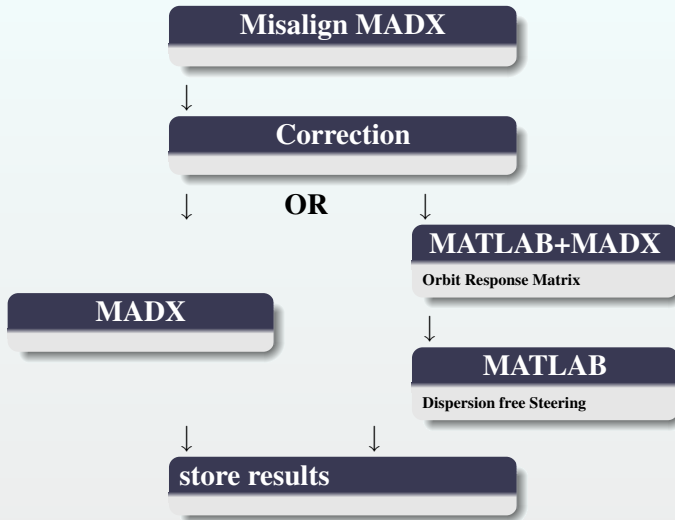 Misalign MADX
↓
Correction
↓ OR ↓
MATLAB+MADX
Orbit Response Matrix
MADX
↓
MATLAB
Dispersion free Steering
↓ ↓
store results